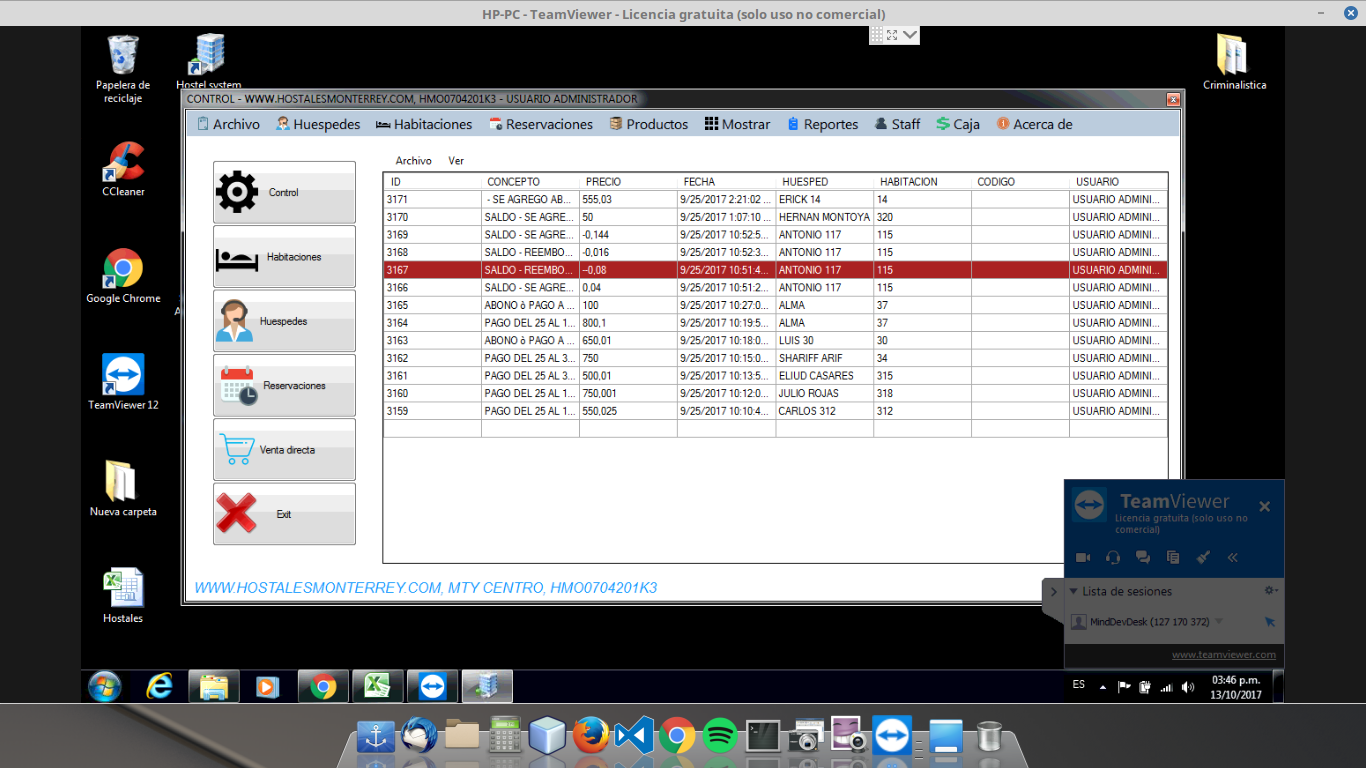 HP-PC - TeamViewer - Licencia gratuita (solo uso no comercial)
Papelera de
reciclaje
Hostel system
Criminalistica
CCleaner
Google Chrome
A
TeamViewer 12
Nueva carpeta
Hostales
CONTROL - WWW.HOSTALESMONTERREY.COM, HMO0704201K3 - USUARIO ADMINISTRADOR
Archivo Huespedes Habitaciones Reservaciones Productos Mostrar Reportes Staff Caja Acerca de
Control
Habitaciones
Huespedes
Reservaciones
Venta directa
Exit
Archivo Ver
ID CONCEPTO PRECIO FECHA HUESPED HABITACION CODIGO USUARIO
3171 - SE AGREGO AB... 555,03 9/25/2017 2:21:02 ... ERICK 14 14 USUARIO ADMINI...
3170 SALDO - SE AGRE... 50 9/25/2017 1:07:10 ... HERNAN MONTOYA 320 USUARIO ADMINI...
3169 SALDO - SE AGRE... -0,144 9/25/2017 10:52:5... ANTONIO 117 115 USUARIO ADMINI...
3168 SALDO - REEMBO... -0,016 9/25/2017 10:52:3... ANTONIO 117 115 USUARIO ADMINI...
3167 SALDO - REEMBO... --0,08 9/25/2017 10:51:4... ANTONIO 117 115 USUARIO ADMINI...
3166 SALDO - SE AGRE... 0,04 9/25/2017 10:51:2... ANTONIO 117 115 USUARIO ADMINI...
3165 ABONO ò PAGO A ... 100 9/25/2017 10:27:0... ALMA 37 USUARIO ADMINI...
3164 PAGO DEL 25 AL 1... 800,1 9/25/2017 10:19:5... ALMA 37 USUARIO ADMINI...
3163 ABONO ò PAGO A ... 650,01 9/25/2017 10:18:0... LUIS 30 30 USUARIO ADMINI...
3162 PAGO DEL 25 AL 3... 750 9/25/2017 10:15:0... SHARIFF ARIF 34 USUARIO ADMINI...
3161 PAGO DEL 25 AL 3... 500,01 9/25/2017 10:13:5... ELIUD CASARES 315 USUARIO ADMINI...
3160 PAGO DEL 25 AL 1... 750,001 9/25/2017 10:12:0... JULIO ROJAS 318 USUARIO ADMINI...
3159 PAGO DEL 25 AL 1... 550,025 9/25/2017 10:10:4... CARLOS 312 312 USUARIO ADMINI...
WWW.HOSTALESMONTERREY.COM, MTY CENTRO, HMO0704201K3
TeamViewer
Licencia gratuita (solo uso no
comercial)
Lista de sesiones
MindDevDesk (127 170 372)
www.teamviewer.com
ES
03:46 p.m.
13/10/2017